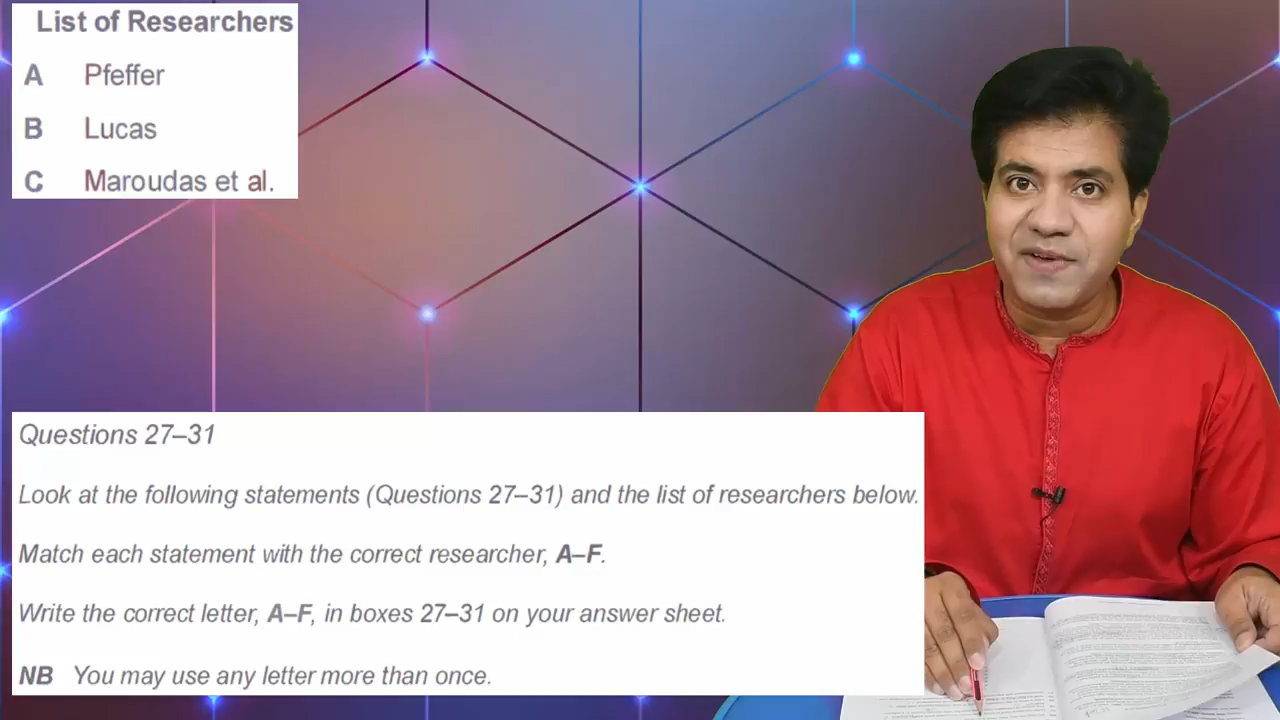 List of Researchers
A Pfeffer
B Lucas
C Maroudas et al.
Questions 27–31
Look at the following statements (Questions 27–31) and the list of researchers below.
Match each statement with the correct researcher, A–F.
Write the correct letter, A–F, in boxes 27–31 on your answer sheet.
NB You may use any letter more than once.